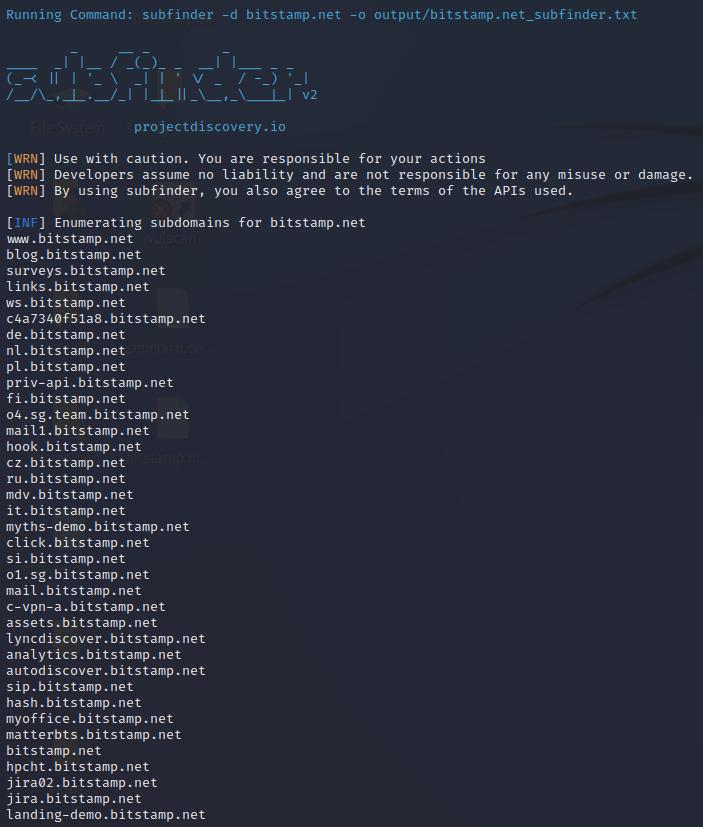 Running Command: subfinder -d bitstamp.net -o output/bitstamp.net_subfinder.txt
v2
projectdiscovery.io
[WRN] Use with caution. You are responsible for your actions
[WRN] Developers assume no liability and are not responsible for any misuse or damage.
[WRN] By using subfinder, you also agree to the terms of the APIs used.
[INF] Enumerating subdomains for bitstamp.net
www.bitstamp.net
blog.bitstamp.net
surveys.bitstamp.net
links.bitstamp.net
ws.bitstamp.net
c4a7340f51a8.bitstamp.net
de.bitstamp.net
nl.bitstamp.net
pl.bitstamp.net
priv-api.bitstamp.net
fi.bitstamp.net
o4.sg.team.bitstamp.net
mail1.bitstamp.net
hook.bitstamp.net
cz.bitstamp.net
ru.bitstamp.net
mdv.bitstamp.net
it.bitstamp.net
myths-demo.bitstamp.net
click.bitstamp.net
si.bitstamp.net
o1.sg.bitstamp.net
mail.bitstamp.net
c-vpn-a.bitstamp.net
assets.bitstamp.net
lyncdiscover.bitstamp.net
analytics.bitstamp.net
autodiscover.bitstamp.net
sip.bitstamp.net
hash.bitstamp.net
myoffice.bitstamp.net
matterbts.bitstamp.net
bitstamp.net
hpcht.bitstamp.net
jira02.bitstamp.net
jira.bitstamp.net
landing-demo.bitstamp.net